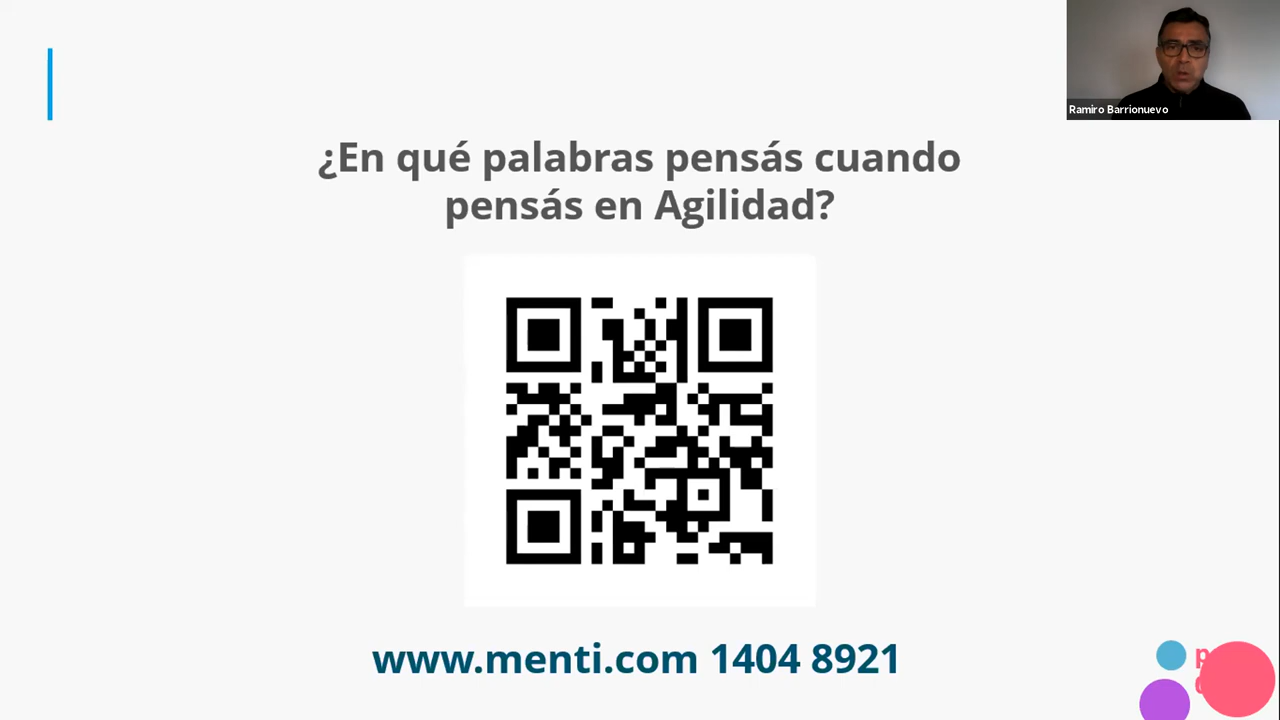 Ramiro Barrionuevo
¿En qué palabras pensás cuando
pensás en Agilidad?
www.menti.com 1404 8921